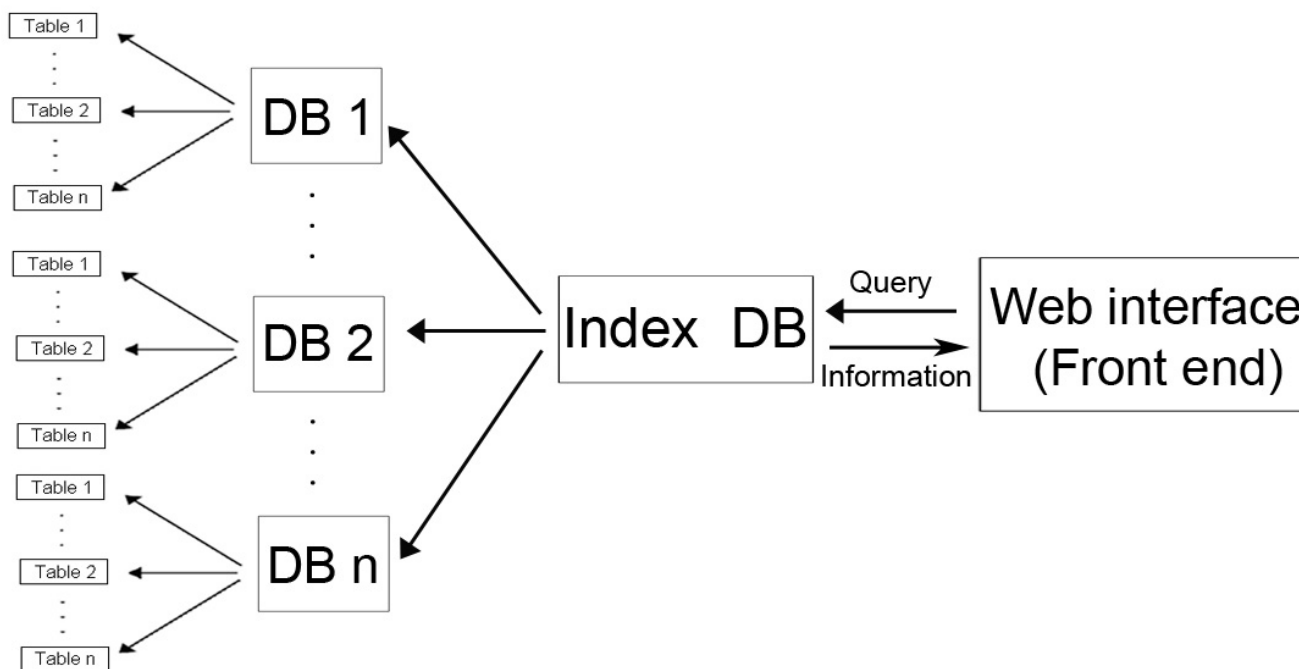 Table 1
Table 2
Table n
DB 1
Table 1
Table 2
Table n
DB 2
Table 1
Table 2
Table n
DB n
Index DB
Query
Information
Web interface
(Front end)